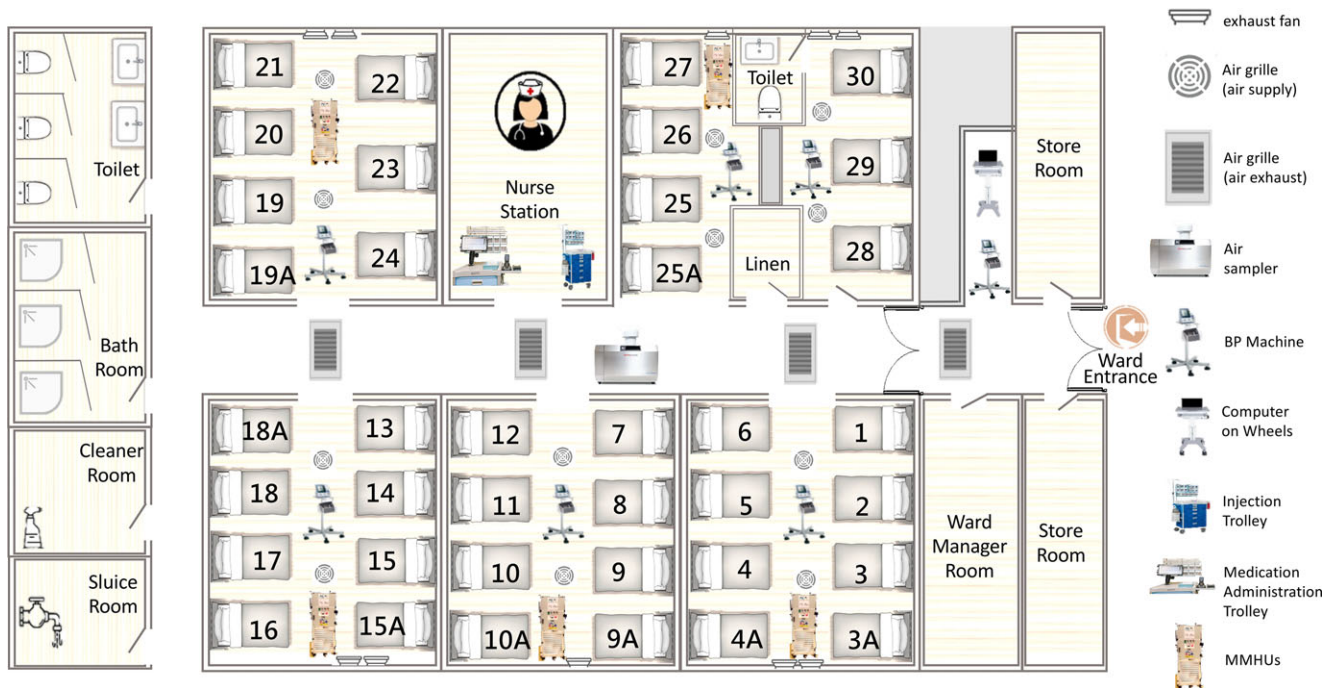 Toilet
Bath
Room
Cleaner
Room
Sluice
Room
21
22
20
23
19
24
19A
Nurse
Station
27
26
25
25A
Toilet
Linen
30
29
28
Store
Room
Ward
Entrance
18A
13
18
14
17
15
16
15A
12
7
11
8
10
9
10A
9A
6
1
5
2
4
3
4A
3A
Ward
Manager
Room
Store
Room
exhaust fan
Air grille
(air supply)
Air grille
(air exhaust)
Air
sampler
BP Machine
Computer
on Wheels
Injection
Trolley
Medication
Administration
Trolley
MMHUs